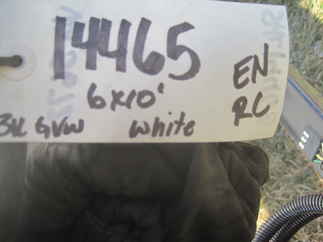 14465
6x10'
EN
RC
3K GVW white